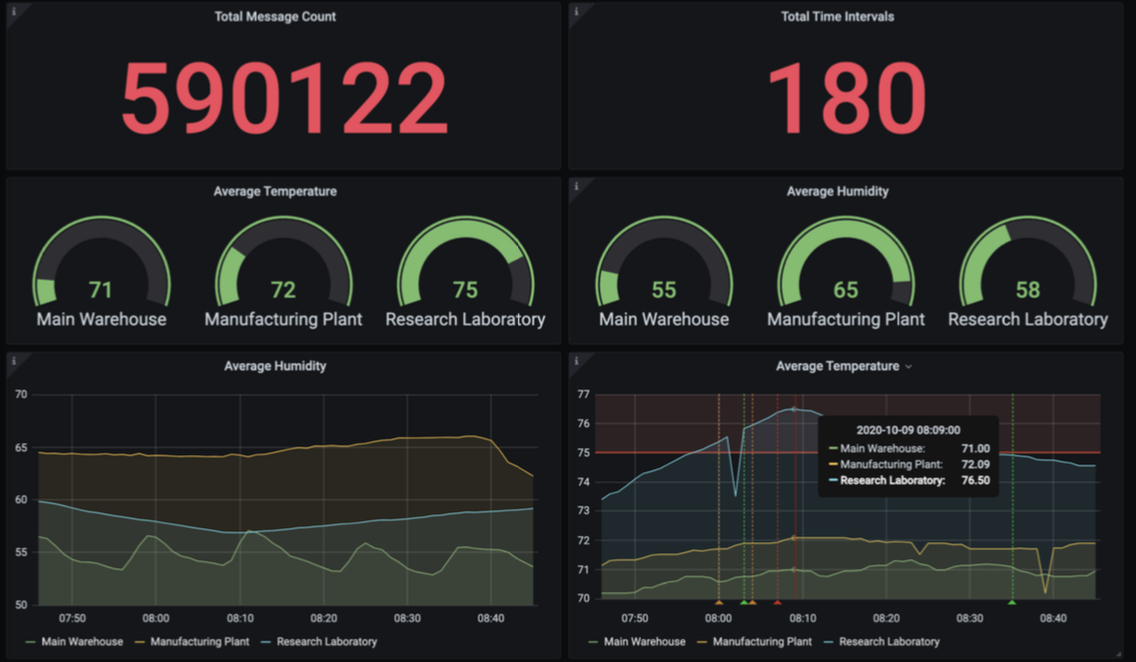 Total Message Count
590122
Total Time Intervals
180
Average Temperature
71
Main Warehouse
72
Manufacturing Plant
75
Research Laboratory
Average Humidity
55
Main Warehouse
65
Manufacturing Plant
58
Research Laboratory
Average Humidity
70
65
60
55
50
07:50 08:00 08:10 08:20 08:30 08:40
Main Warehouse Manufacturing Plant Research Laboratory
Average Temperature
77
76
75
74
73
72
71
70
2020-10-09 08:09:00
Main Warehouse: 71.00
Manufacturing Plant: 72.09
Research Laboratory: 76.50
07:50 08:00 08:10 08:20 08:30 08:40
Main Warehouse Manufacturing Plant Research Laboratory